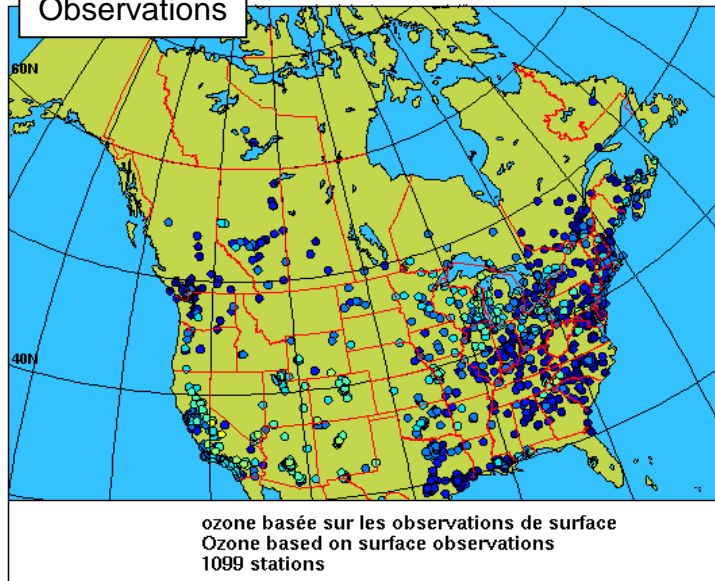 Observations
60N
40N
ozone basée sur les observations de surface
Ozone based on surface observations
1099 stations